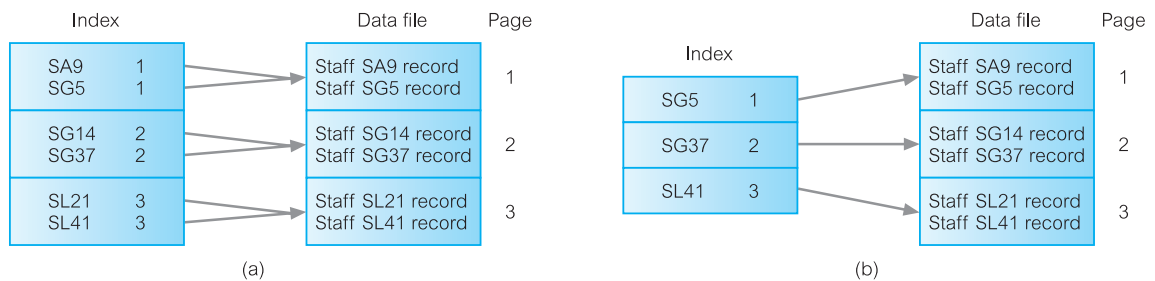 Index Data file Page
SA9 1 Staff SA9 record
SG5 1 Staff SG5 record
1
SG14 2 Staff SG14 record
SG37 2 Staff SG37 record
2
SL21 3 Staff SL21 record
SL41 3 Staff SL41 record
3
(a)
Data file Page
Index
SG5 1
SG37 2
SL41 3
Staff SA9 record
Staff SG5 record
1
Staff SG14 record
Staff SG37 record
2
Staff SL21 record
Staff SL41 record
3
(b)